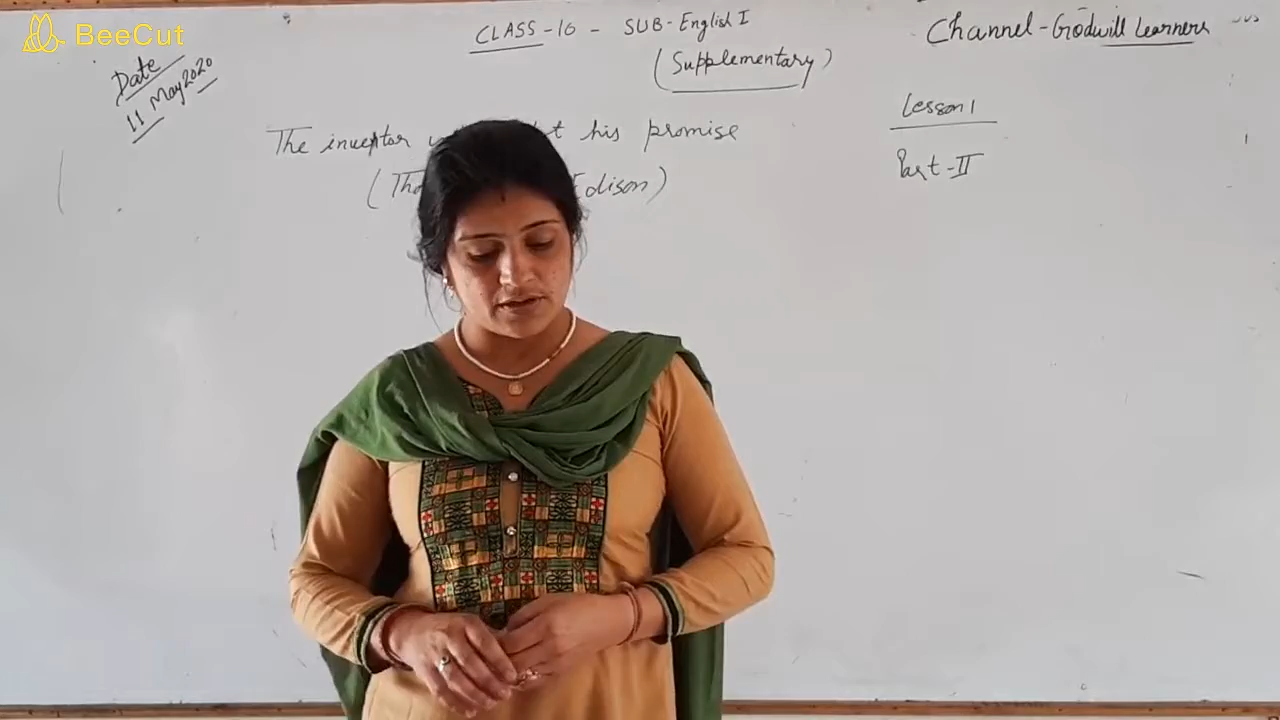 BeeCut
CLASS-10 - SUB-English I
(Supplementary)
Channel-Godwill Learners
Date
11 May 2020
Lesson 1
Part-II
The inventor his promise
Edison)